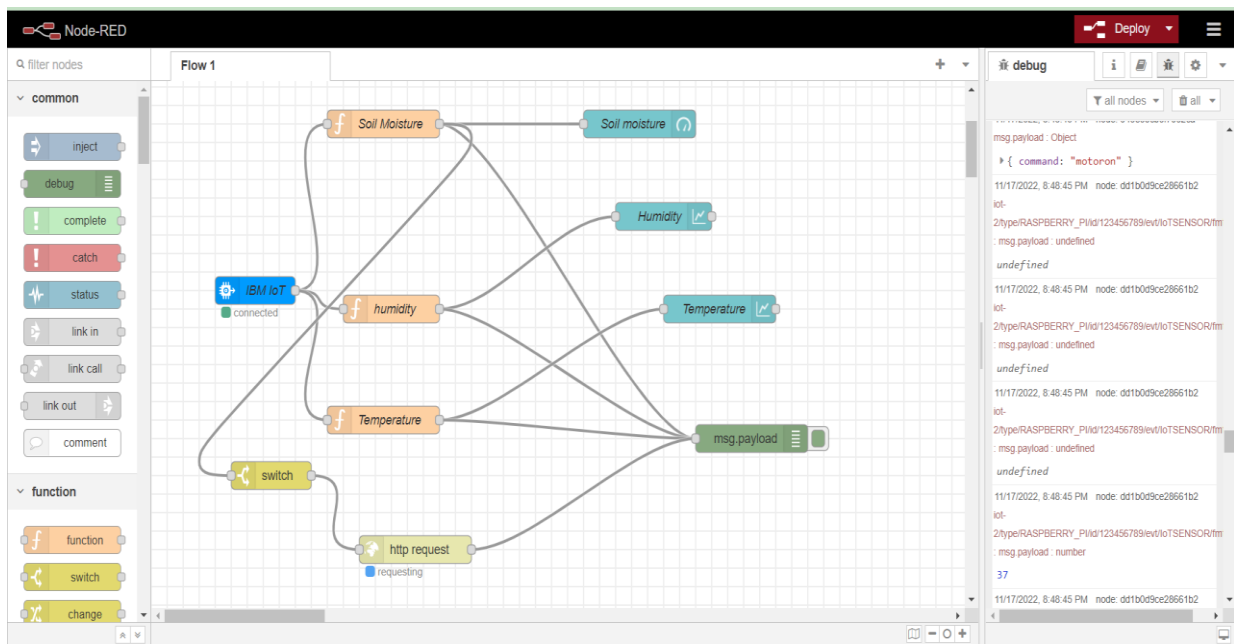 Node-RED
Deploy
filter nodes
common
inject
debug
complete
catch
status
link in
link call
link out
comment
function
function
switch
change
Flow 1
Soil Moisture
Soil moisture
Humidity
IBM IoT
connected
humidity
Temperature
Temperature
msg.payload
switch
http request
requesting
debug
i
all nodes
all
msg.payload : Object
{ command: "motoron" }
11/17/2022, 8:48:45 PM node: dd1b0d9ce28661b2
iot-
2/type/RASPBERRY_PI/id/123456789/evt/IoTSENSOR/fm
: msg.payload : undefined
undefined
11/17/2022, 8:48:45 PM node: dd1b0d9ce28661b2
iot-
2/type/RASPBERRY_PI/id/123456789/evt/IoTSENSOR/fm
: msg.payload : undefined
undefined
11/17/2022, 8:48:45 PM node: dd1b0d9ce28661b2
iot-
2/type/RASPBERRY_PI/id/123456789/evt/IoTSENSOR/fm
: msg.payload : undefined
undefined
11/17/2022, 8:48:45 PM node: dd1b0d9ce28661b2
iot-
2/type/RASPBERRY_PI/id/123456789/evt/IoTSENSOR/fm
: msg.payload : number
37
11/17/2022, 8:48:45 PM node: dd1b0d9ce28661b2